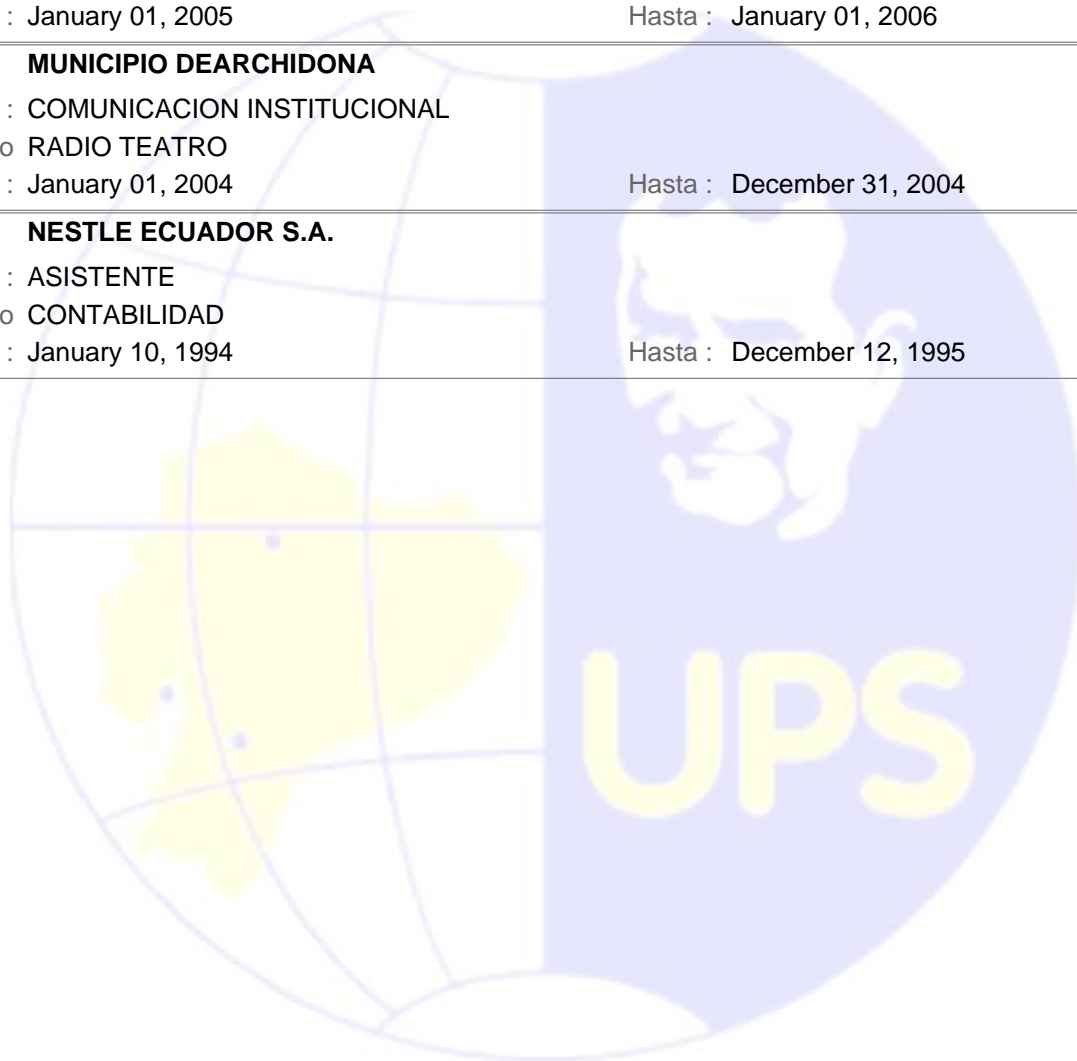 : January 01, 2005 Hasta : January 01, 2006
MUNICIPIO DEARCHIDONA
: COMUNICACION INSTITUCIONAL
o RADIO TEATRO
: January 01, 2004 Hasta : December 31, 2004
NESTLE ECUADOR S.A.
: ASISTENTE
o CONTABILIDAD
: January 10, 1994 Hasta : December 12, 1995
UPS